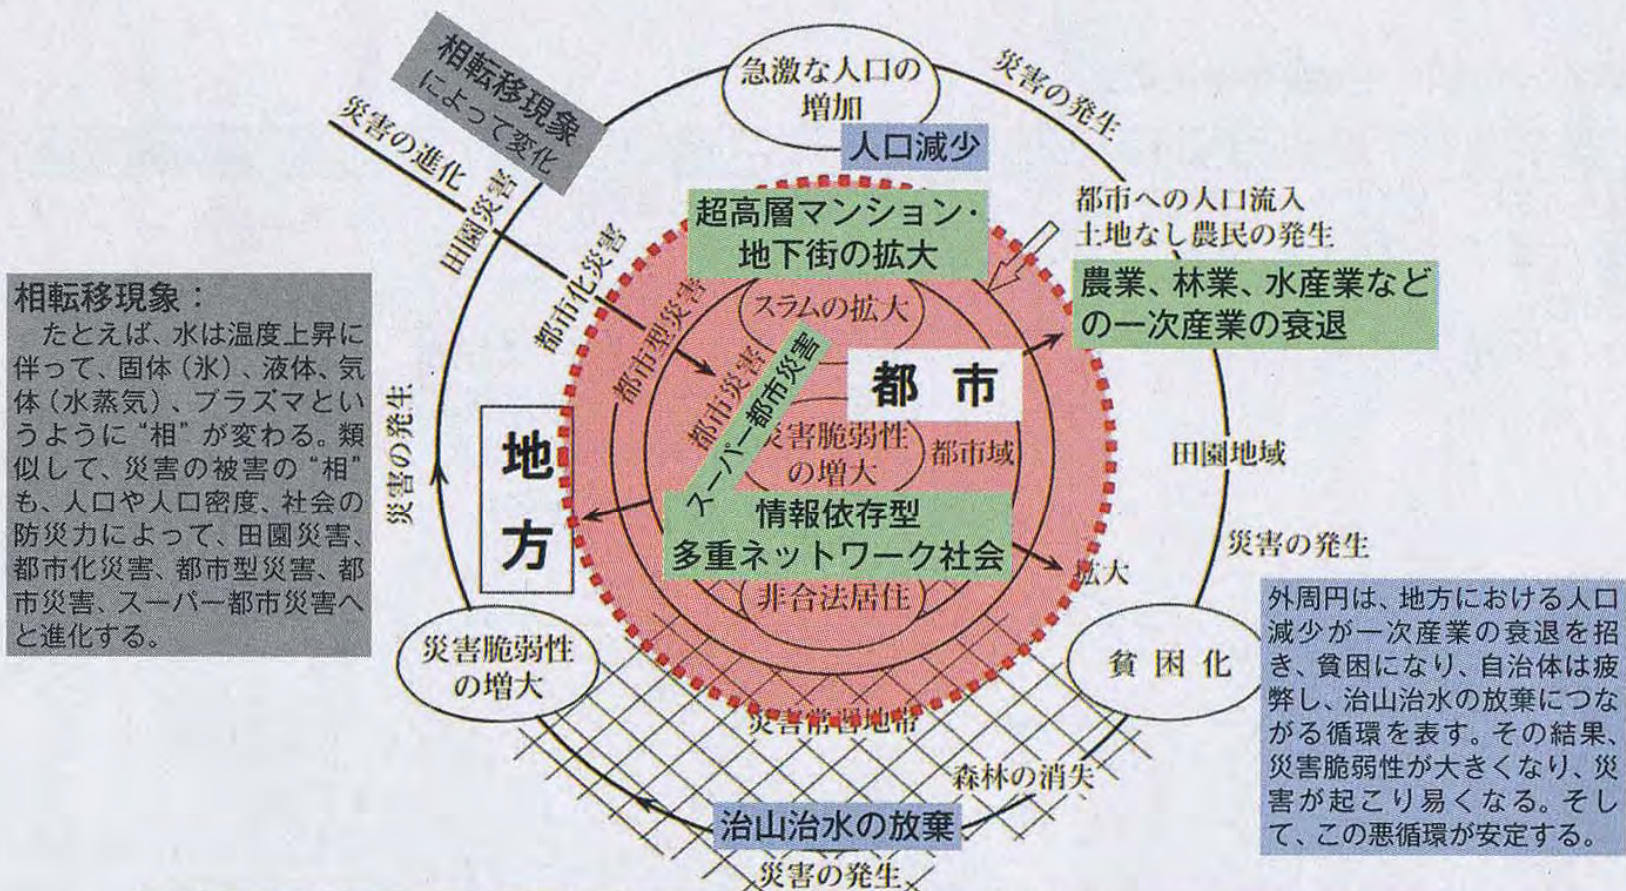 急激な人口の
増加
人口減少
災害の発生
相転移現象
によって変化
災害の進化
田園災害
都市化災害
都市型災害
都市災害
スーパー都市災害
超高層マンション・
地下街の拡大
スラムの拡大
都市への人口流入
土地なし農民の発生
農業、林業、水産業など
の一次産業の衰退
都 市
災害脆弱性
の増大
都市域
田園地域
地
方
災害の発生
情報依存型
多重ネットワーク社会
非合法居住
拡大
災害の発生
相転移現象：
たとえば、水は温度上昇に
伴って、固体（氷）、液体、気
体（水蒸気）、プラズマとい
うように“相”が変わる。類
似して、災害の被害の“相”
も、人口や人口密度、社会の
防災力によって、田園災害、
都市化災害、都市型災害、都
市災害、スーパー都市災害へ
と進化する。
災害脆弱性
の増大
貧 困 化
災害常習地帯
森林の消失
治山治水の放棄
災害の発生
外周円は、地方における人口
減少が一次産業の衰退を招
き、貧困になり、自治体は疲
弊し、治山治水の放棄につな
がる循環を表す。その結果、
災害脆弱性が大きくなり、災
害が起こり易くなる。そし
て、この悪循環が安定する。